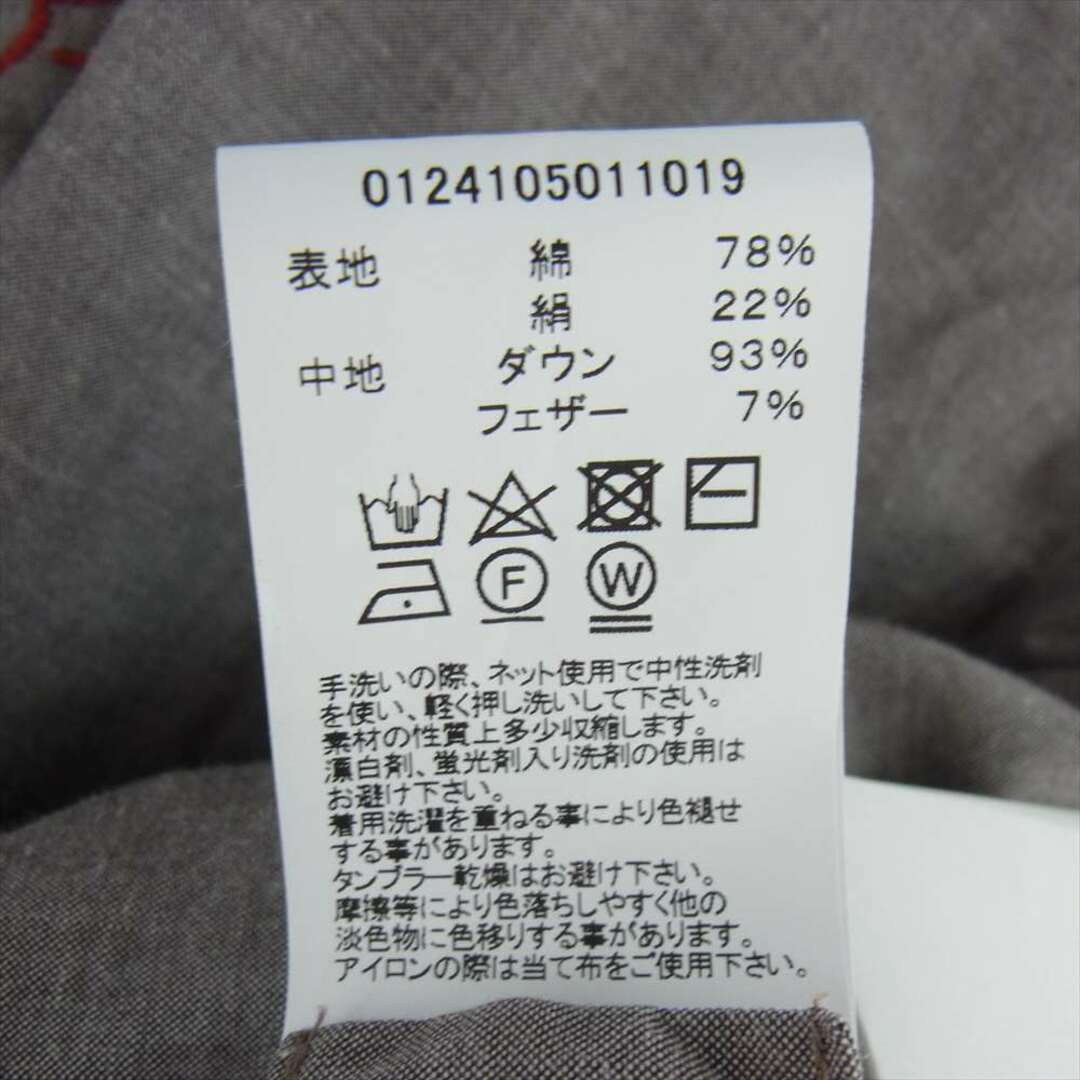 0124105011019
表地 綿 78%
絹 22%
中地 ダウン 93%
フェザー 7%
F W
手洗いの際、ネット使用で中性洗剤
を使い、軽く押し洗いして下さい。
素材の性質上多少収縮します。
漂白剤、蛍光剤入り洗剤の使用は
お避け下さい。
着用洗濯を重ねる事により色褪せ
する事があります。
タンブラー乾燥はお避け下さい。
摩擦等により色落ちしやすく他の
淡色物に色移りする事があります。
アイロンの際は当て布をご使用下さい。